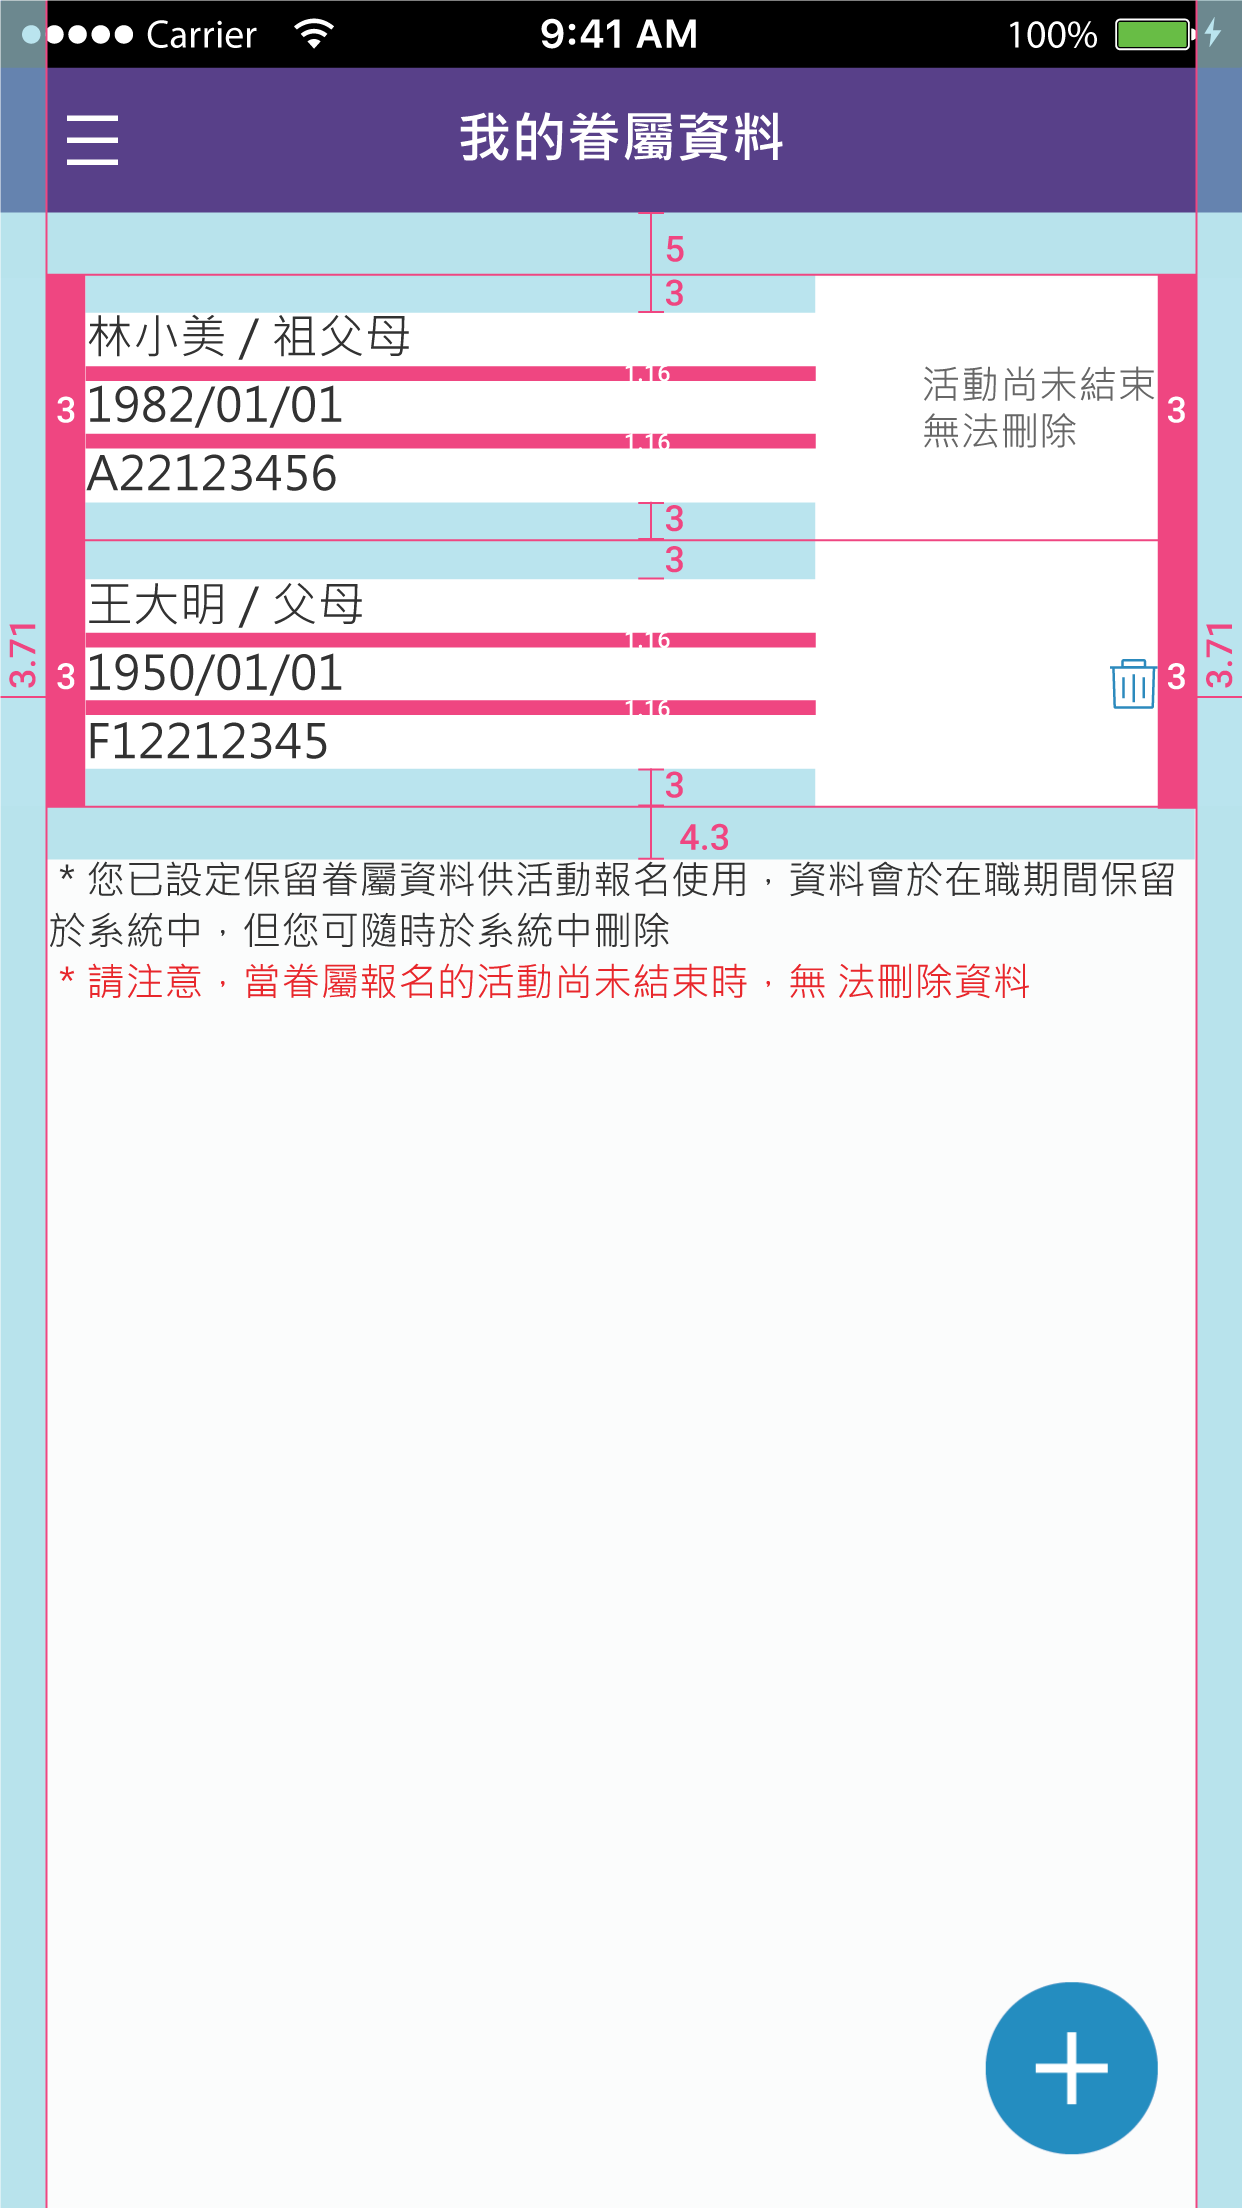 Carrier 9:41 AM 100%
我的眷屬資料
5
3
林小美 / 祖父母
1.16
1982/01/01
活動尚未結束
無法刪除
3
3
1.16
A22123456
3
3
王大明 / 父母
1.16
3.71
3
1950/01/01
3
3.71
1.16
F12212345
3
4.3
* 您已設定保留眷屬資料供活動報名使用，資料會於在職期間保留
於系統中，但您可隨時於系統中刪除
* 請注意，當眷屬報名的活動尚未結束時，無 法刪除資料